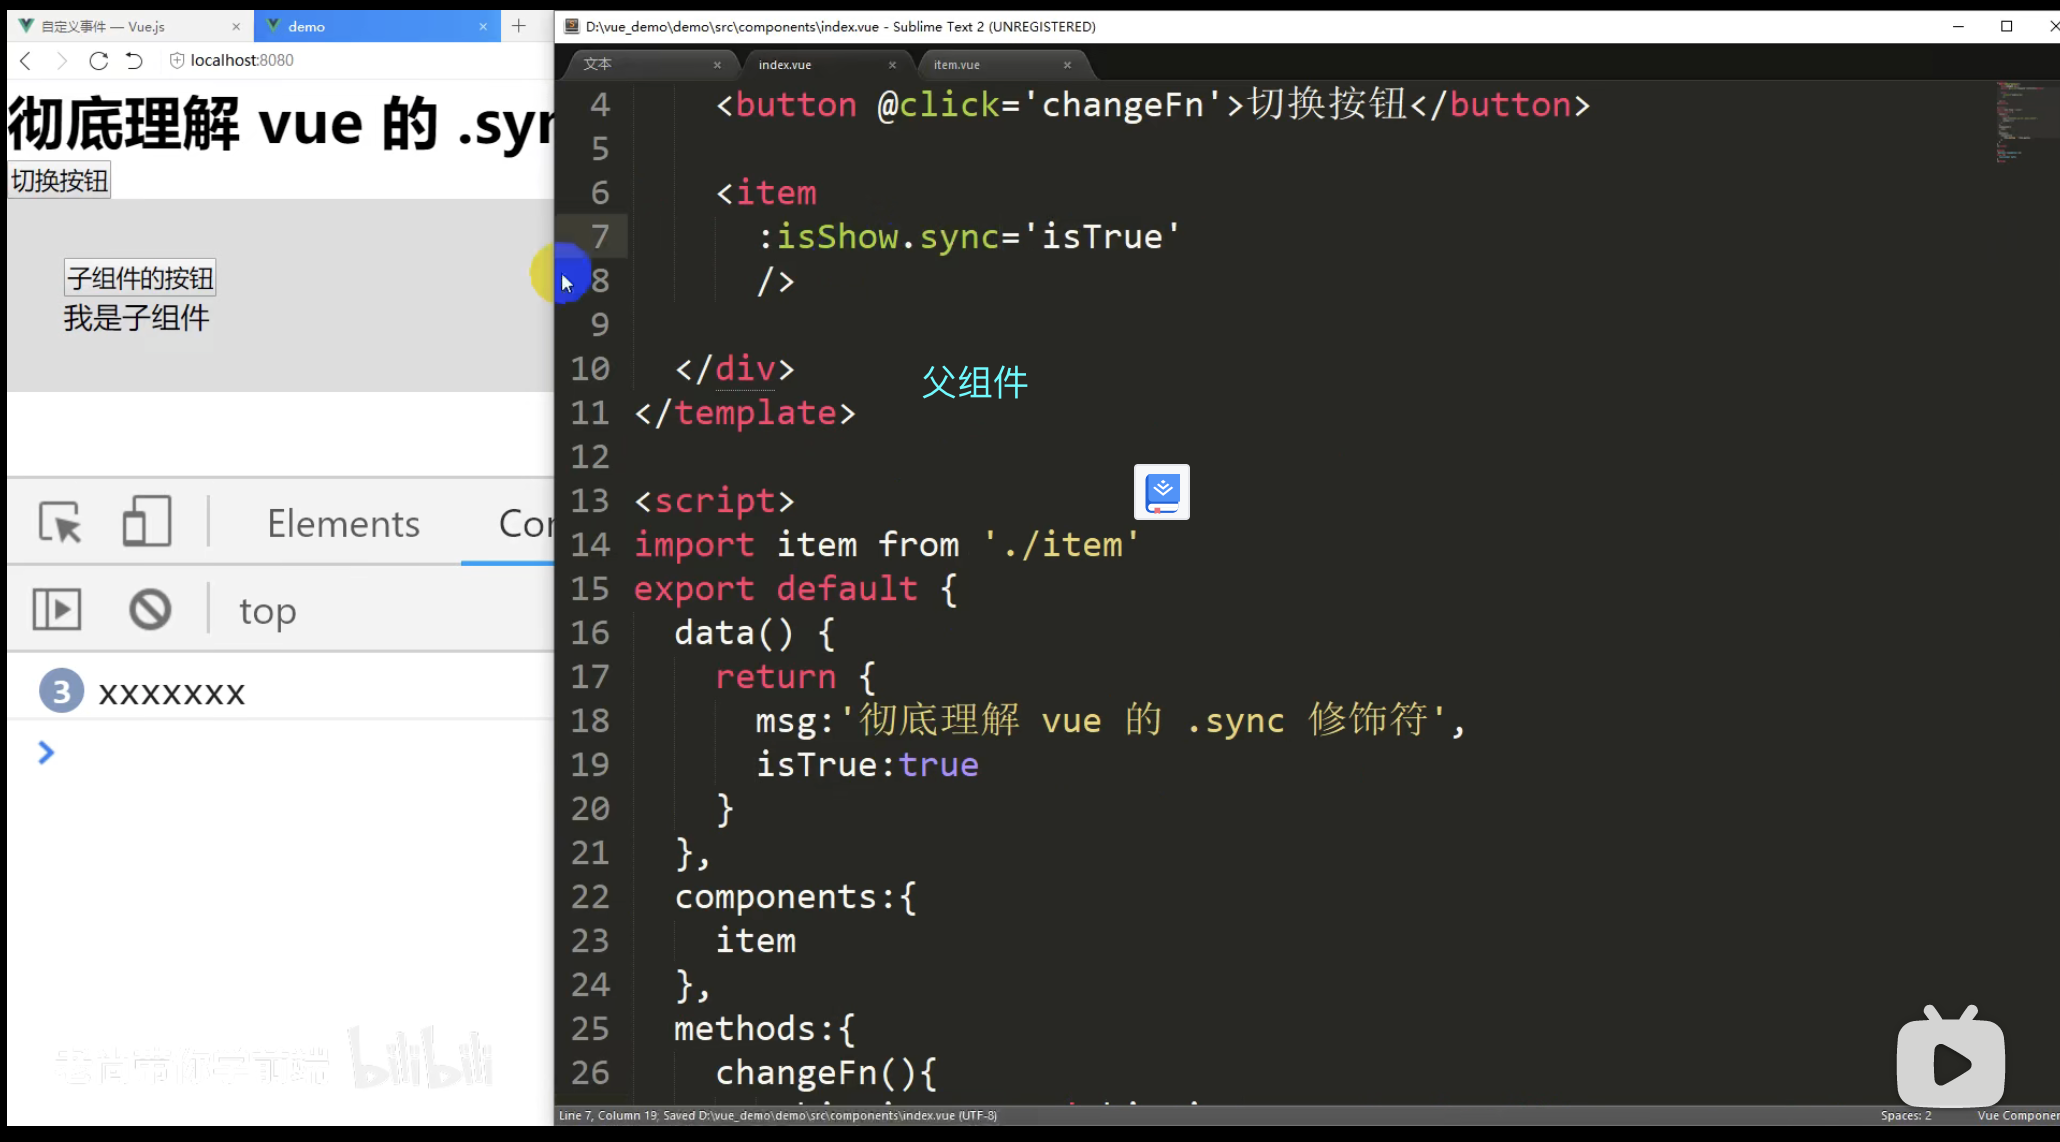 自定义事件 — Vue.js
demo
localhost:8080
彻底理解 vue 的 .syn
切换按钮
子组件的按钮
我是子组件
Elements
Con
top
3 xxxxxxx
bilibili
D:\vue_demo\demo\src\components\index.vue - Sublime Text 2 (UNREGISTERED)
文本
index.vue
item.vue
4 <button @click='changeFn'>切换按钮</button>
5
6 <item
7 :isShow.sync='isTrue'
8 />
9
10 </div>
父组件
11 </template>
12
13 <script>
14 import item from './item'
15 export default {
16 data() {
17 return {
18 msg:'彻底理解 vue 的 .sync 修饰符',
19 isTrue:true
20 }
21 },
22 components:{
23 item
24 },
25 methods:{
26 changeFn(){
Line 7, Column 19; Saved D:\vue_demo\demo\src\components\index.vue (UTF-8)
Spaces: 2
Vue Componen